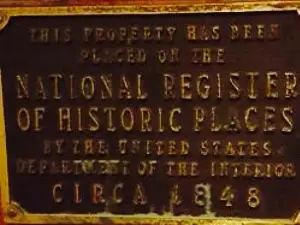 THIS PROPERTY HAS BEEN
PLACED ON THE
NATIONAL REGISTER
OF HISTORIC PLACES
BY THE UNITED STATES
DEPARTMENT OF THE INTERIOR
CIRCA 1848